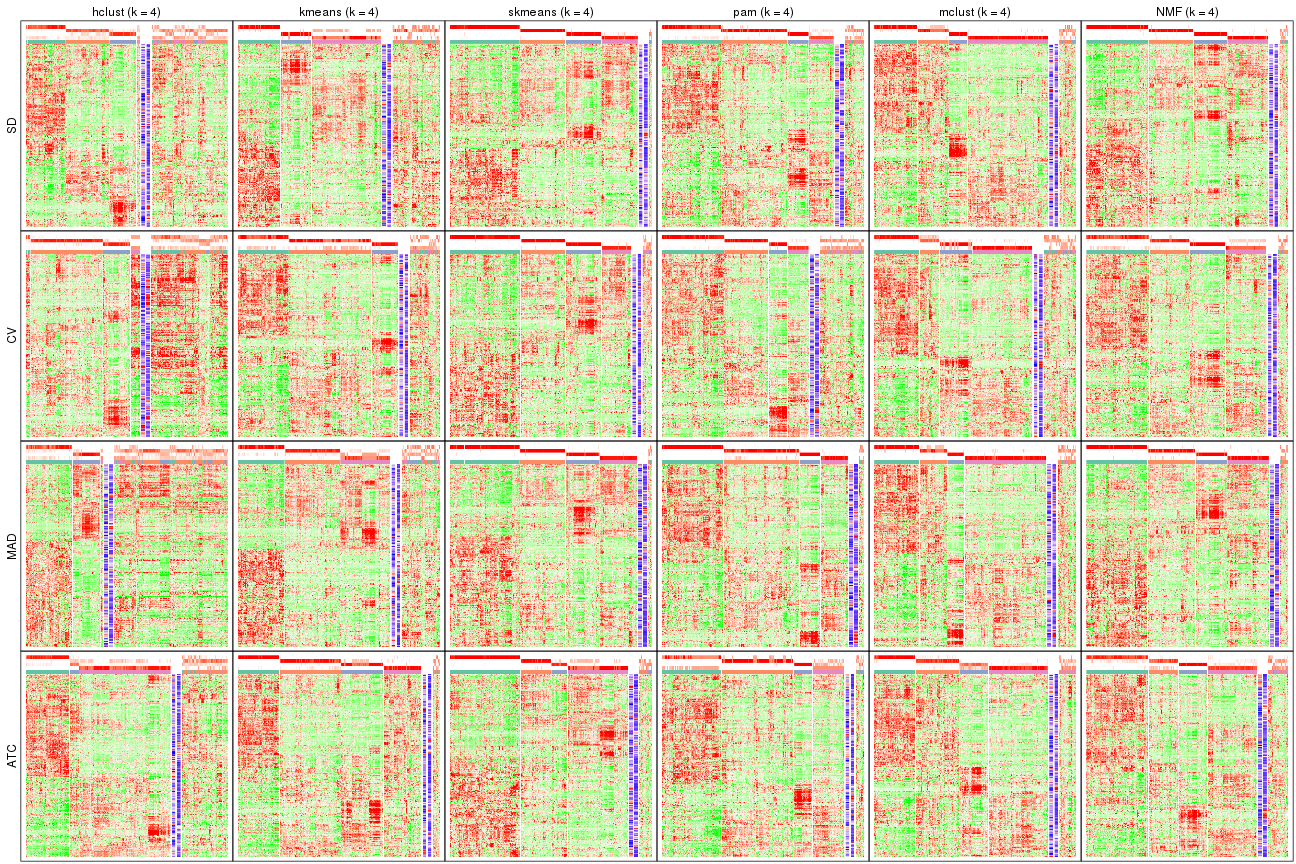 hclust (k = 4)
kmeans (k = 4)
skmeans (k = 4)
pam (k = 4)
mclust (k = 4)
NMF (k = 4)
SD
CV
MAD
ATC